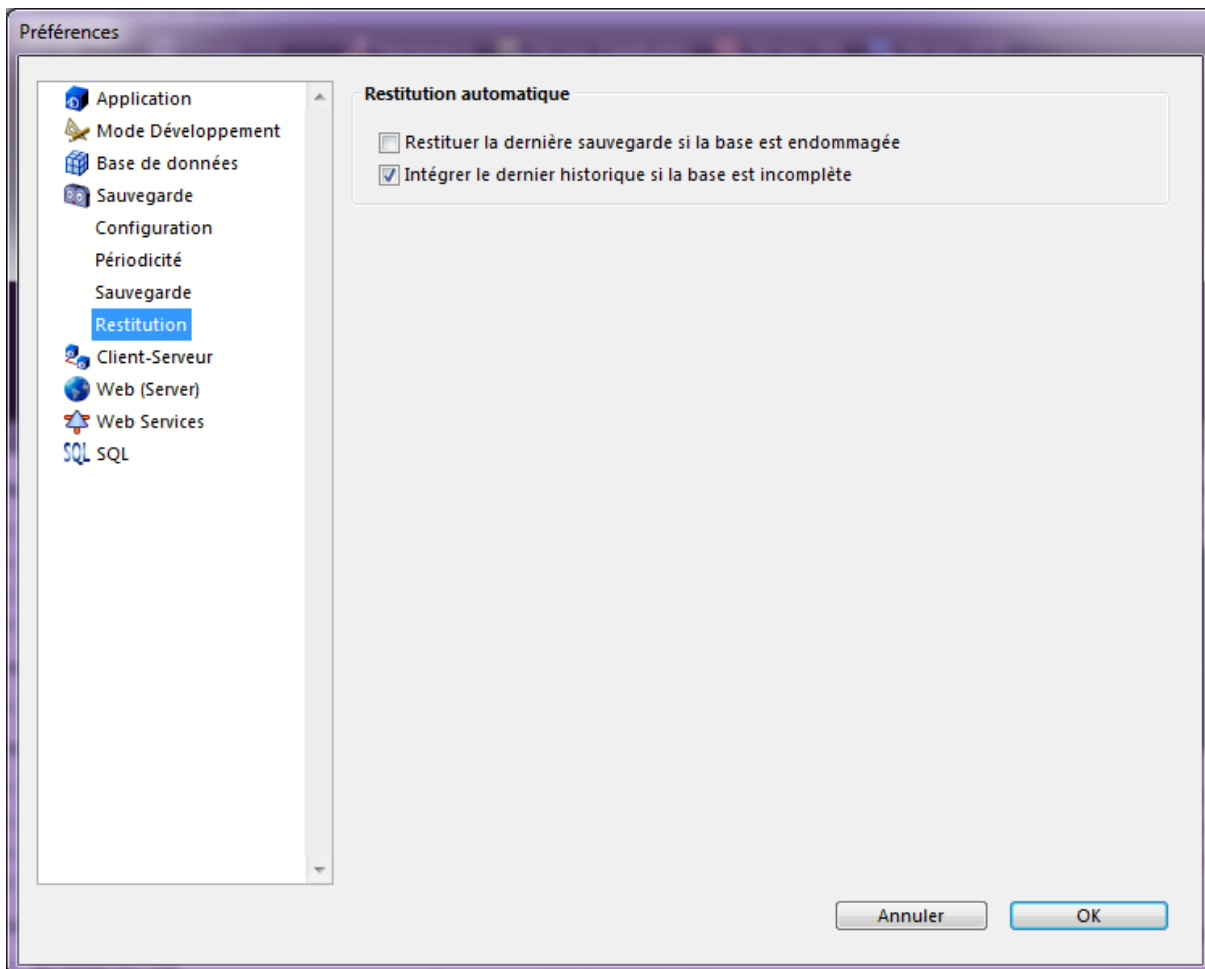 Préférences
Application
Mode Développement
Base de données
Sauvegarde
Configuration
Périodicité
Sauvegarde
Restitution
Client-Serveur
Web (Server)
Web Services
SQL SQL
Restitution automatique
Restituer la dernière sauvegarde si la base est endommagée
Intégrer le dernier historique si la base est incomplète
Annuler
OK